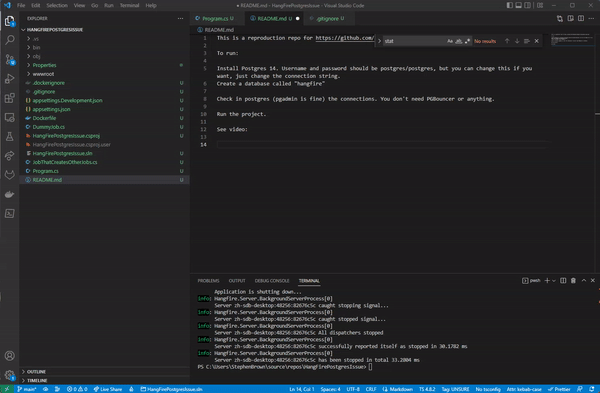 File Edit Selection View Go Run Terminal Help
README.md - HangFirePostgresIssue - Visual Studio Code
EXPLORER
HANGFIREPOSTGRESISSUE
.vs
bin
obj
Properties
wwwroot
.dockerignore U
.gitignore U
appsettings.Development.json U
appsettings.json U
Dockerfile U
DummyJob.cs U
HangFirePostgresIssue.csproj U
HangFirePostgresIssue.csproj.user
HangFirePostgresIssue.sln U
JobThatCreatesOtherJobs.cs U
Program.cs U
README.md U
OUTLINE
TIMELINE
Program.cs U
README.md U
.gitignore U
README.md
stat
No results
1 This is a reproduction repo for https://github.com/
2
3 To run:
4
5 Install Postgres 14. Username and password should be postgres/postgres, but you can change this if you
want, just change the connection string.
6 Create a database called "hangfire"
7
8 Check in postgres (pgadmin is fine) the connections. You don't need PGBouncer or anything.
9
10 Run the project.
11
12 See video:
13
14
PROBLEMS OUTPUT DEBUG CONSOLE TERMINAL
pwsh
Application is shutting down...
info: Hangfire.Server.BackgroundServerProcess[0]
Server zh-sdb-desktop:48256:82676c5c caught stopping signal...
info: Hangfire.Server.BackgroundServerProcess[0]
Server zh-sdb-desktop:48256:82676c5c caught stopped signal...
info: Hangfire.Server.BackgroundServerProcess[0]
Server zh-sdb-desktop:48256:82676c5c All dispatchers stopped
info: Hangfire.Server.BackgroundServerProcess[0]
Server zh-sdb-desktop:48256:82676c5c successfully reported itself as stopped in 30.1782 ms
info: Hangfire.Server.BackgroundServerProcess[0]
Server zh-sdb-desktop:48256:82676c5c has been stopped in total 33.2804 ms
PS C:\Users\StephenBrown\source\repos\HangFirePostgresIssue>
main* 0 0 Live Share HangFirePostgresIssue.sln
Ln 14, Col 1 Spaces: 4 UTF-8 CRLF Markdown TS 4.8.2 Tag: UNSURE No tsconfig Attr: kebab-case Prettier